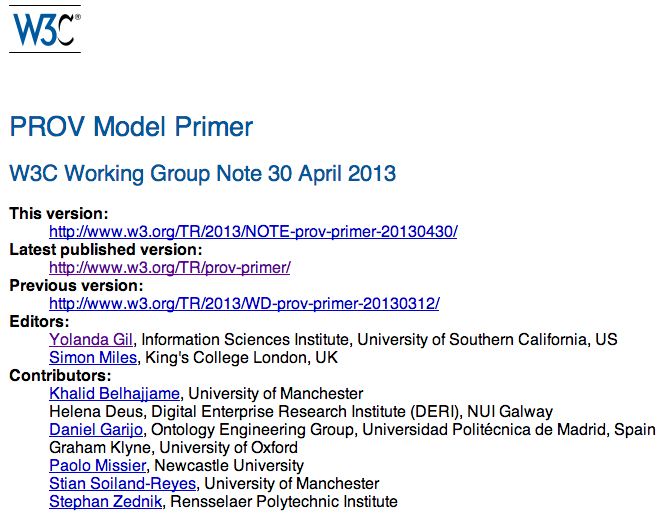 W3C®
PROV Model Primer
W3C Working Group Note 30 April 2013
This version:
http://www.w3.org/TR/2013/NOTE-prov-primer-20130430/
Latest published version:
http://www.w3.org/TR/prov-primer/
Previous version:
http://www.w3.org/TR/2013/WD-prov-primer-20130312/
Editors:
Yolanda Gil, Information Sciences Institute, University of Southern California, US
Simon Miles, King's College London, UK
Contributors:
Khalid Belhajjame, University of Manchester
Helena Deus, Digital Enterprise Research Institute (DERI), NUI Galway
Daniel Garijo, Ontology Engineering Group, Universidad Politécnica de Madrid, Spain
Graham Klyne, University of Oxford
Paolo Missier, Newcastle University
Stian Soiland-Reyes, University of Manchester
Stephan Zednik, Rensselaer Polytechnic Institute